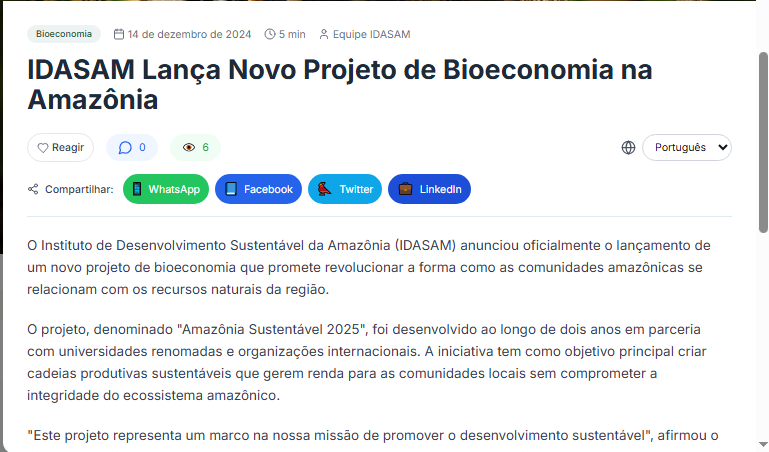 Bioeconomia 14 de dezembro de 2024 5 min Equipe IDASAM
IDASAM Lança Novo Projeto de Bioeconomia na
Amazônia
Reagir 0 6 Português
Compartilhar: WhatsApp Facebook Twitter LinkedIn
O Instituto de Desenvolvimento Sustentável da Amazônia (IDASAM) anunciou oficialmente o lançamento de
um novo projeto de bioeconomia que promete revolucionar a forma como as comunidades amazônicas se
relacionam com os recursos naturais da região.
O projeto, denominado "Amazônia Sustentável 2025", foi desenvolvido ao longo de dois anos em parceria
com universidades renomadas e organizações internacionais. A iniciativa tem como objetivo principal criar
cadeias produtivas sustentáveis que gerem renda para as comunidades locais sem comprometer a
integridade do ecossistema amazônico.
"Este projeto representa um marco na nossa missão de promover o desenvolvimento sustentável", afirmou o